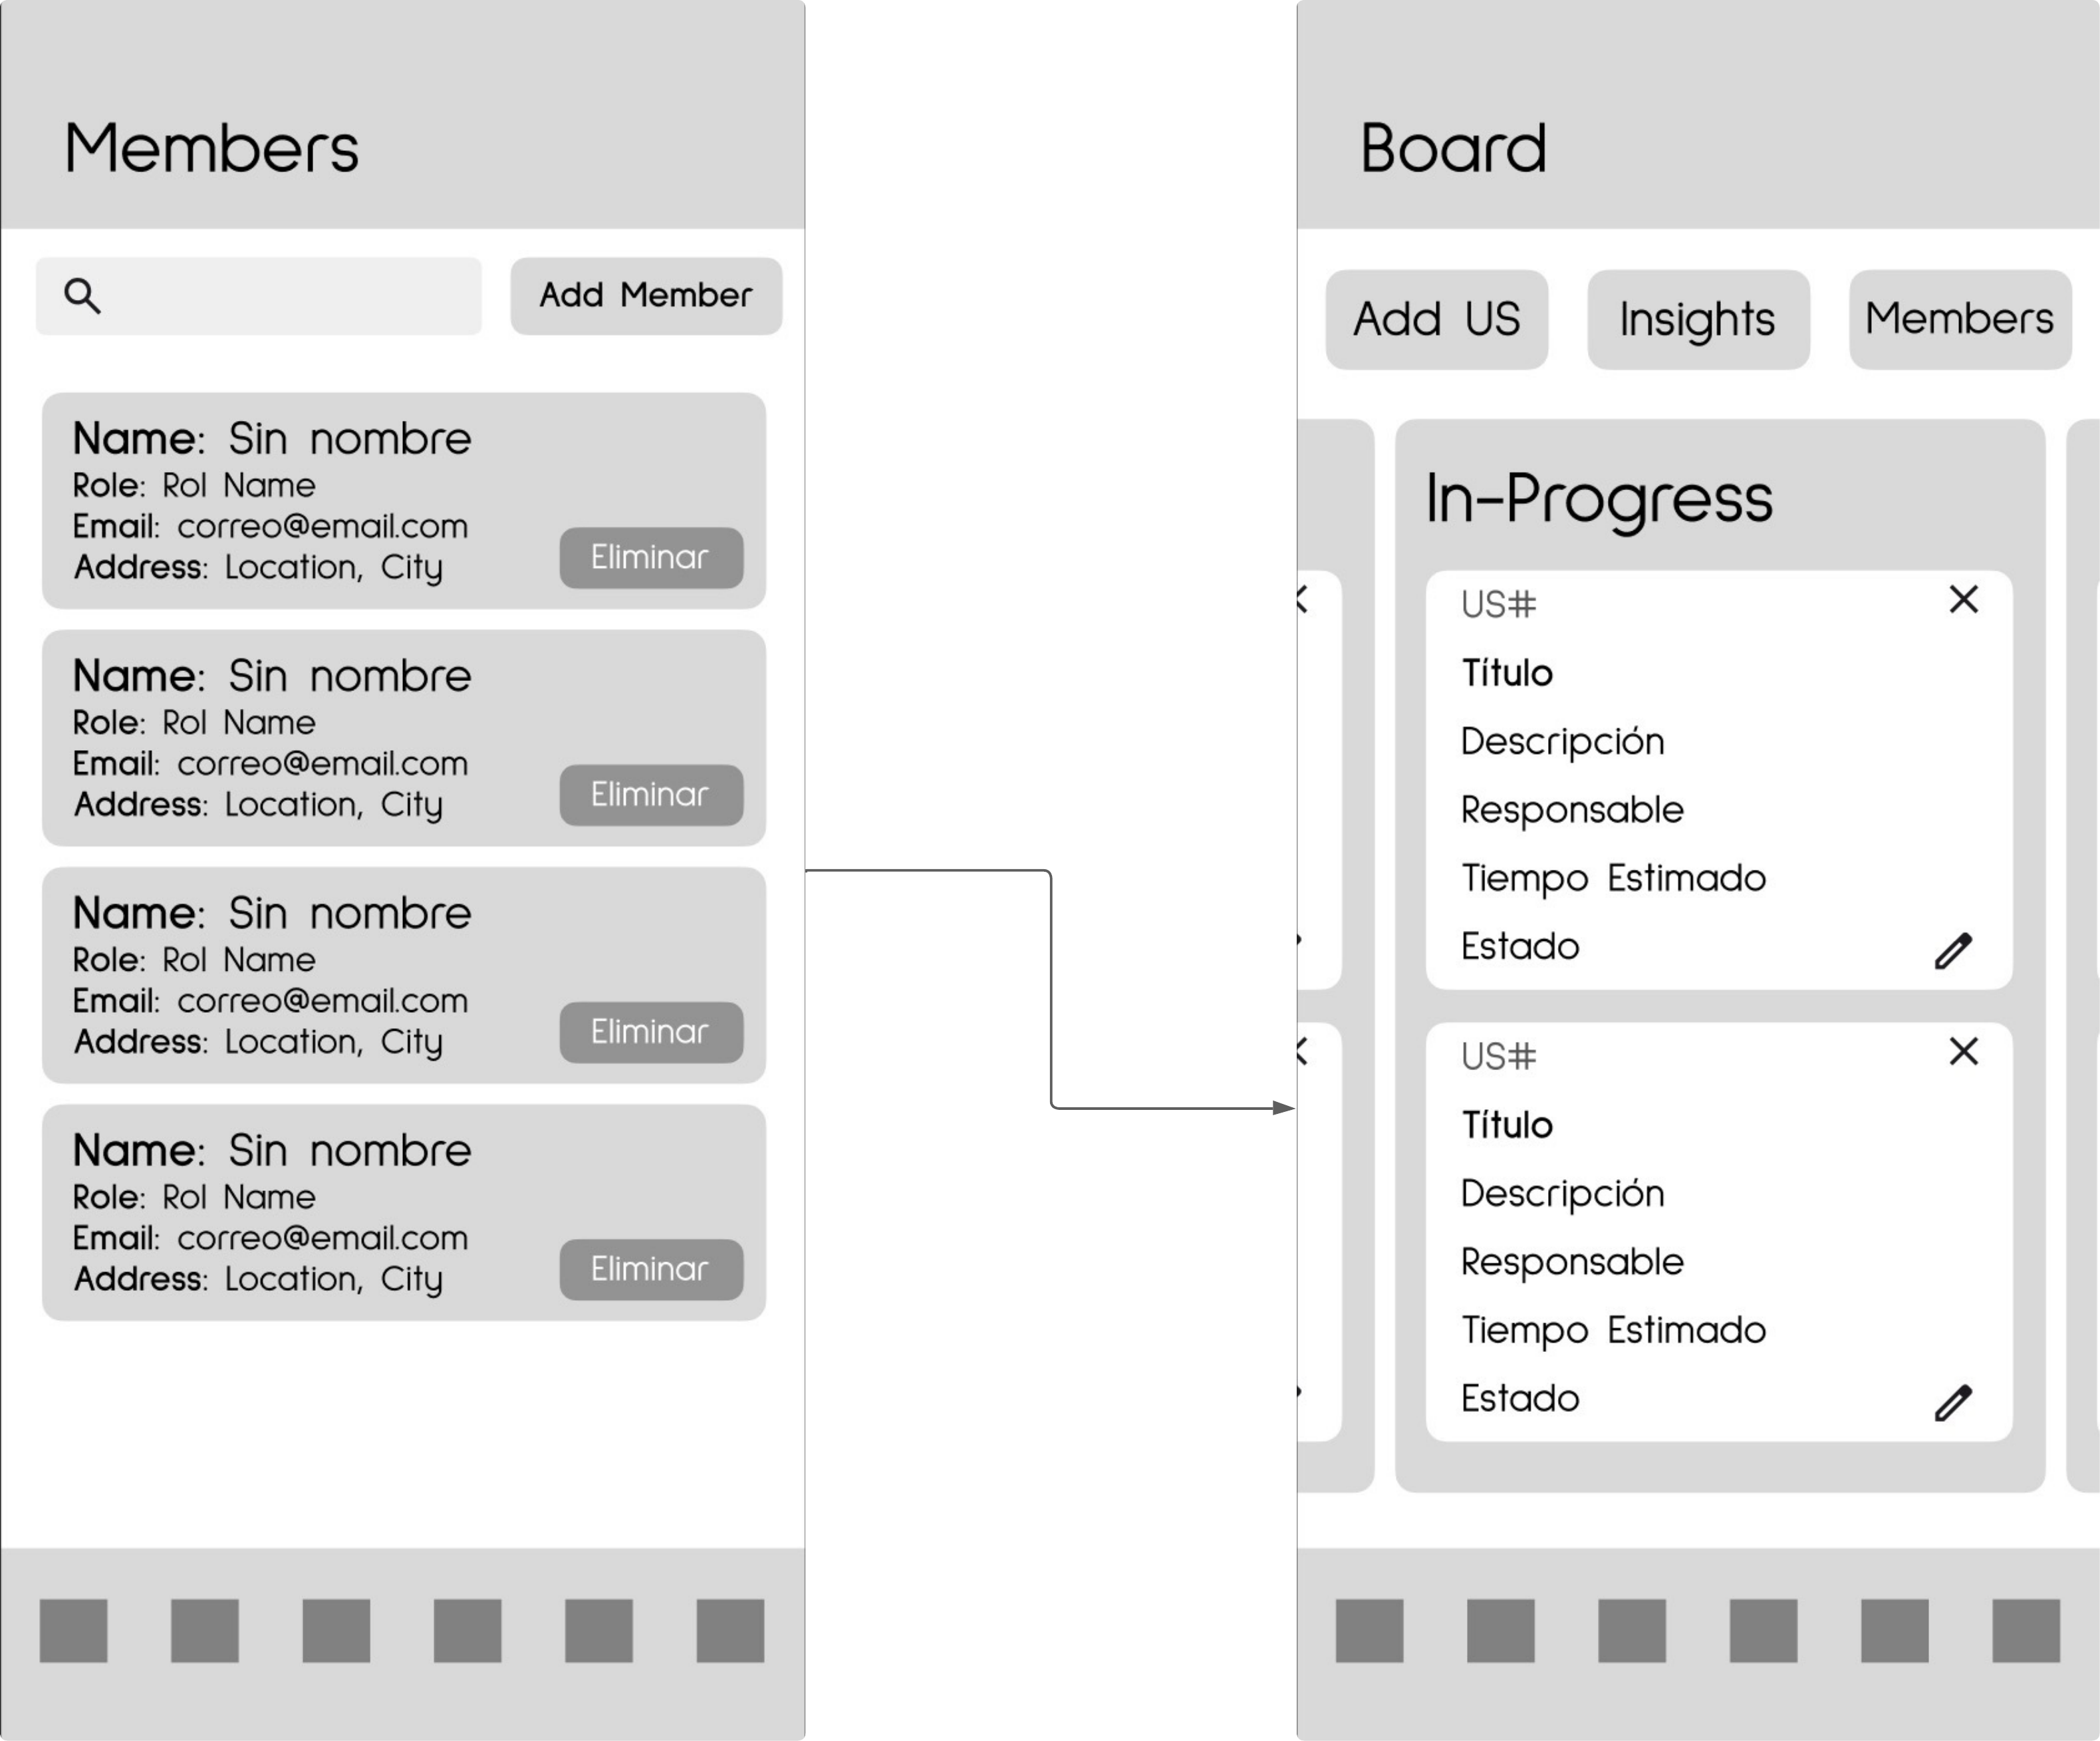 Members
Add Member
Name: Sin nombre
Role: Rol Name
Email: correo@email.com
Address: Location, City
Eliminar
Name: Sin nombre
Role: Rol Name
Email: correo@email.com
Address: Location, City
Eliminar
Name: Sin nombre
Role: Rol Name
Email: correo@email.com
Address: Location, City
Eliminar
Name: Sin nombre
Role: Rol Name
Email: correo@email.com
Address: Location, City
Eliminar
Board
Add US
Insights
Members
In-Progress
US#
Título
Descripción
Responsable
Tiempo Estimado
Estado
US#
Título
Descripción
Responsable
Tiempo Estimado
Estado